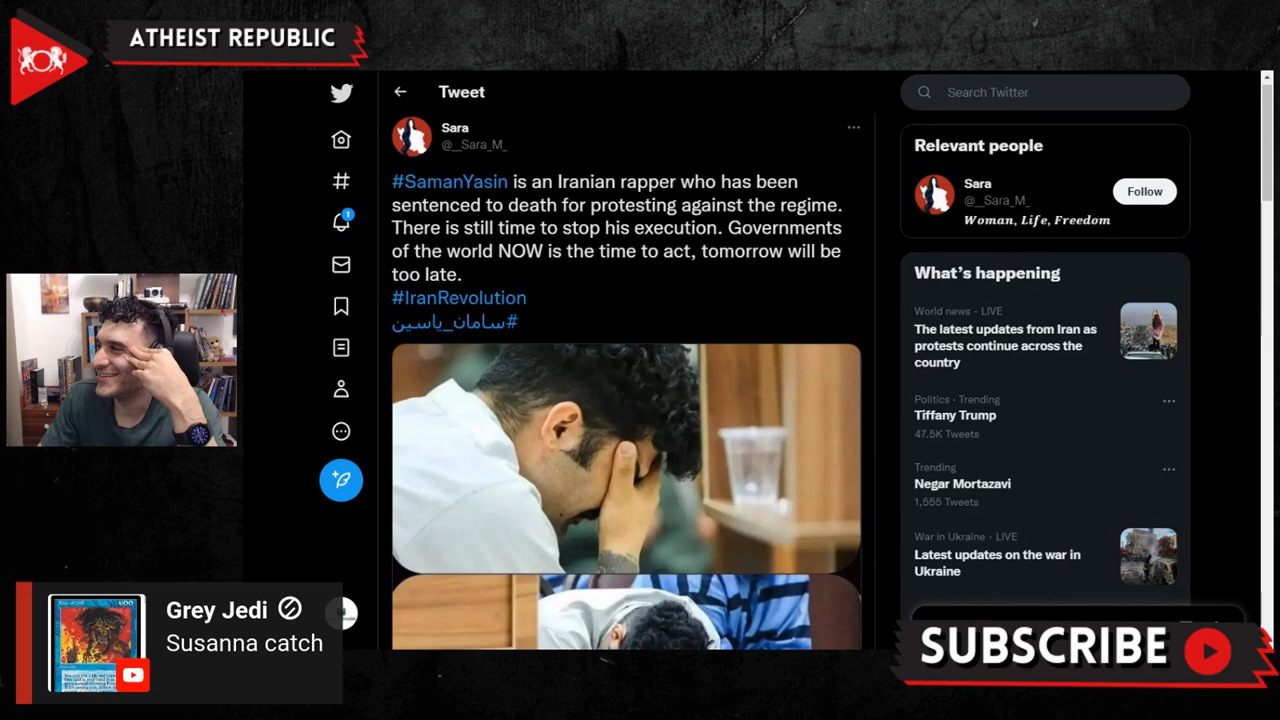 ATHEIST REPUBLIC
Tweet
Sara
@__Sara_M_
#SamanYasin is an Iranian rapper who has been
sentenced to death for protesting against the regime.
There is still time to stop his execution. Governments
of the world NOW is the time to act, tomorrow will be
too late.
#IranRevolution
#سامان_یاسین
Search Twitter
Relevant people
Sara
@__Sara_M_
Follow
Woman, Life, Freedom
What's happening
World news · LIVE
The latest updates from Iran as
protests continue across the
country
Politics · Trending
Tiffany Trump
47.5K Tweets
Trending
Negar Mortazavi
1,555 Tweets
War in Ukraine · LIVE
Latest updates on the war in
Ukraine
1
Grey Jedi
Susanna catch
SUBSCRIBE